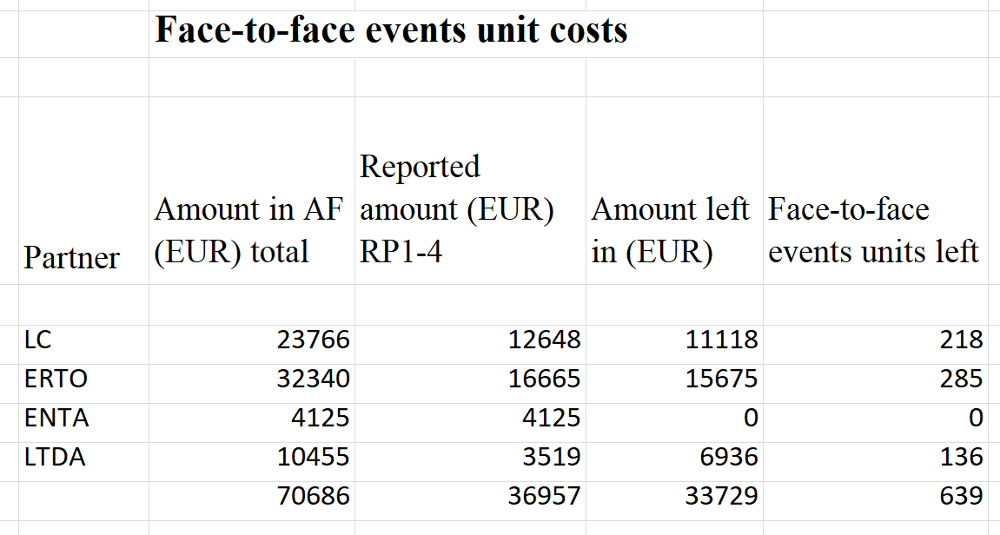 Face-to-face events unit costs
Partner Amount in AF (EUR) total Reported amount (EUR) RP1-4 Amount left in (EUR) Face-to-face events units left
LC 23766 12648 11118 218
ERTO 32340 16665 15675 285
ENTA 4125 4125 0 0
LTDA 10455 3519 6936 136
70686 36957 33729 639